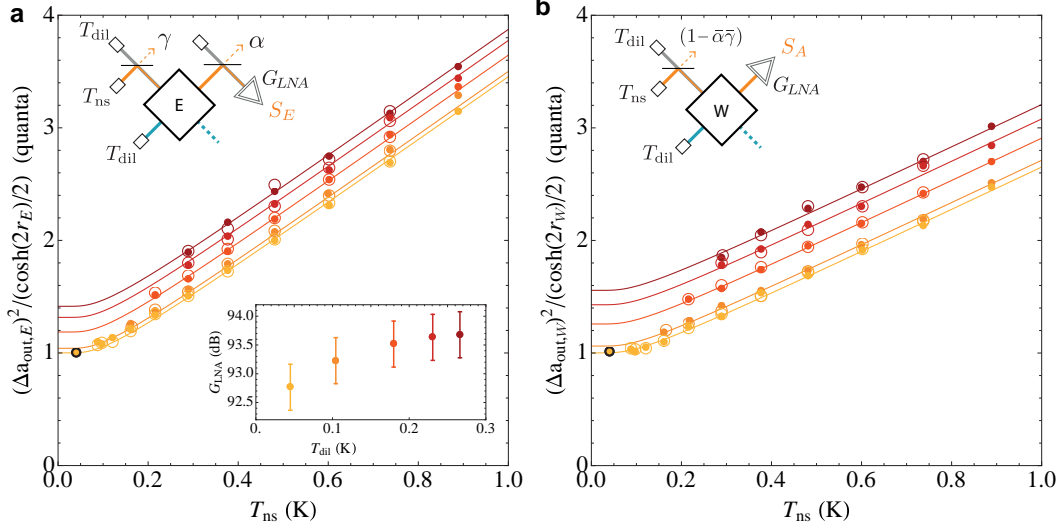 a
(Δa_out,E)²/(cosh(2r_E)/2) (quanta)
4
3
2
1
0
T_dil
γ
α
T_ns
E
G_LNA
S_E
T_dil
94.0
93.5
93.0
92.5
G_LNA (dB)
0.
0.1
0.2
0.3
T_dil (K)
0.0 0.2 0.4 0.6 0.8 1.0
T_ns (K)
b
(Δa_out,W)²/(cosh(2r_W)/2) (quanta)
4
3
2
1
0
T_dil
(1-ᾱγ̄)
S_A
T_ns
G_LNA
W
T_dil
0.0 0.2 0.4 0.6 0.8 1.0
T_ns (K)